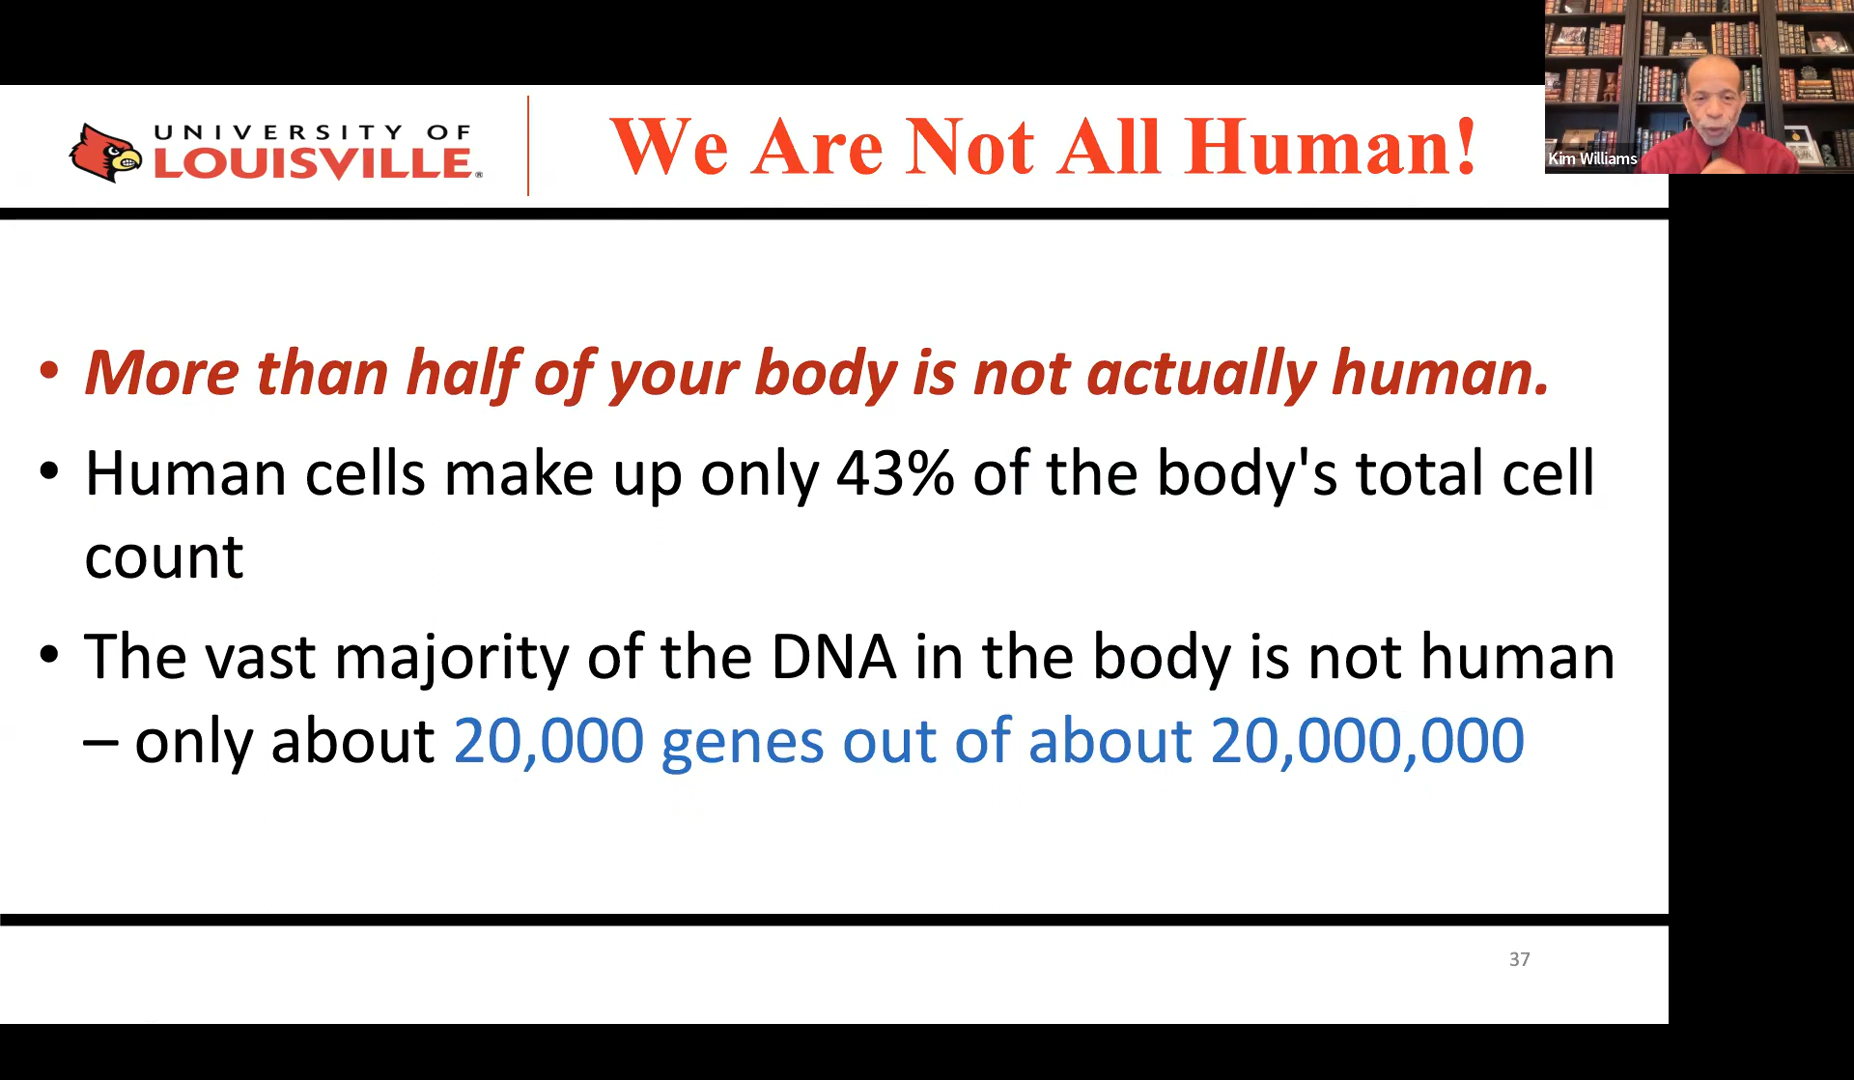 UNIVERSITY OF
LOUISVILLE®
We Are Not All Human!
Kim Williams
• More than half of your body is not actually human.
• Human cells make up only 43% of the body's total cell
count
• The vast majority of the DNA in the body is not human
– only about 20,000 genes out of about 20,000,000
37